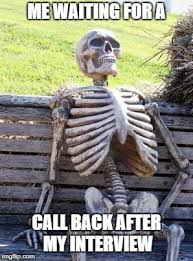 ME WAITING FOR A
CALL BACK AFTER
MY INTERVIEW
imgflip.com